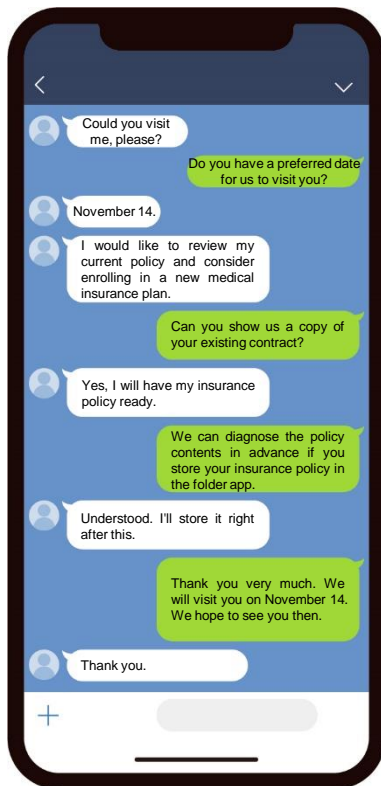 Could you visit
me, please?
Do you have a preferred date
for us to visit you?
November 14.
I would like to review my
current policy and consider
enrolling in a new medical
insurance plan.
Can you show us a copy of
your existing contract?
Yes, I will have my insurance
policy ready.
We can diagnose the policy
contents in advance if you
store your insurance policy in
the folder app.
Understood. I'll store it right
after this.
Thank you very much. We
will visit you on November 14.
We hope to see you then.
Thank you.